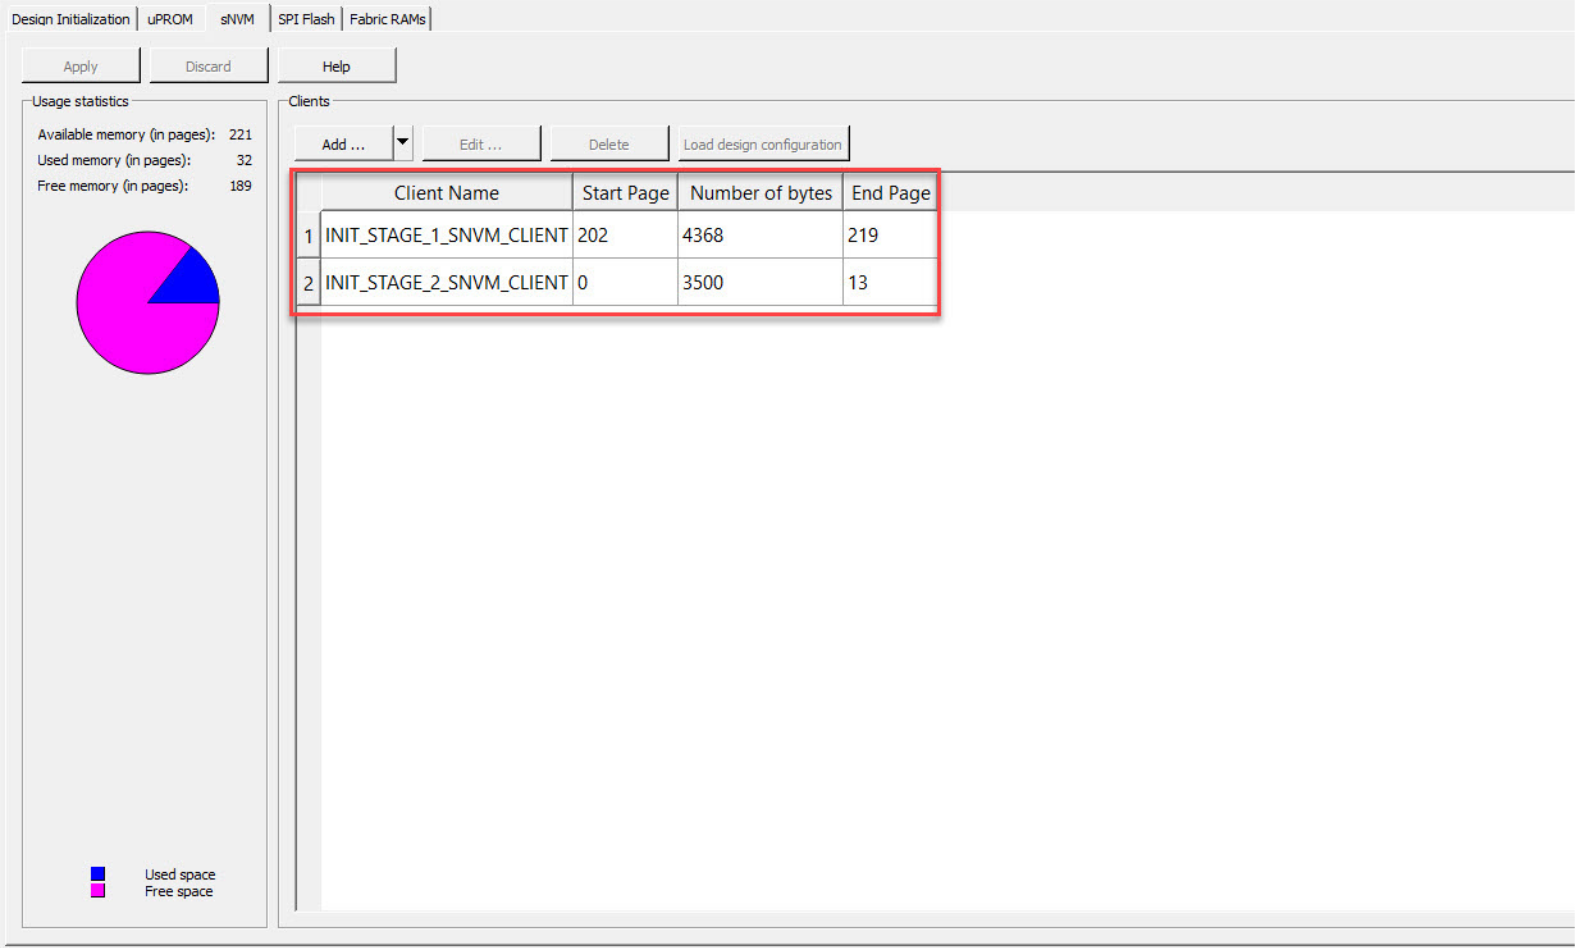 Design Initialization uPROM sNVM SPI Flash Fabric RAMs
Apply Discard Help
Usage statistics
Available memory (in pages): 221
Used memory (in pages): 32
Free memory (in pages): 189
Used space
Free space
Clients
Add ... Edit ... Delete Load design configuration
Client Name Start Page Number of bytes End Page
1 INIT_STAGE_1_SNVM_CLIENT 202 4368 219
2 INIT_STAGE_2_SNVM_CLIENT 0 3500 13